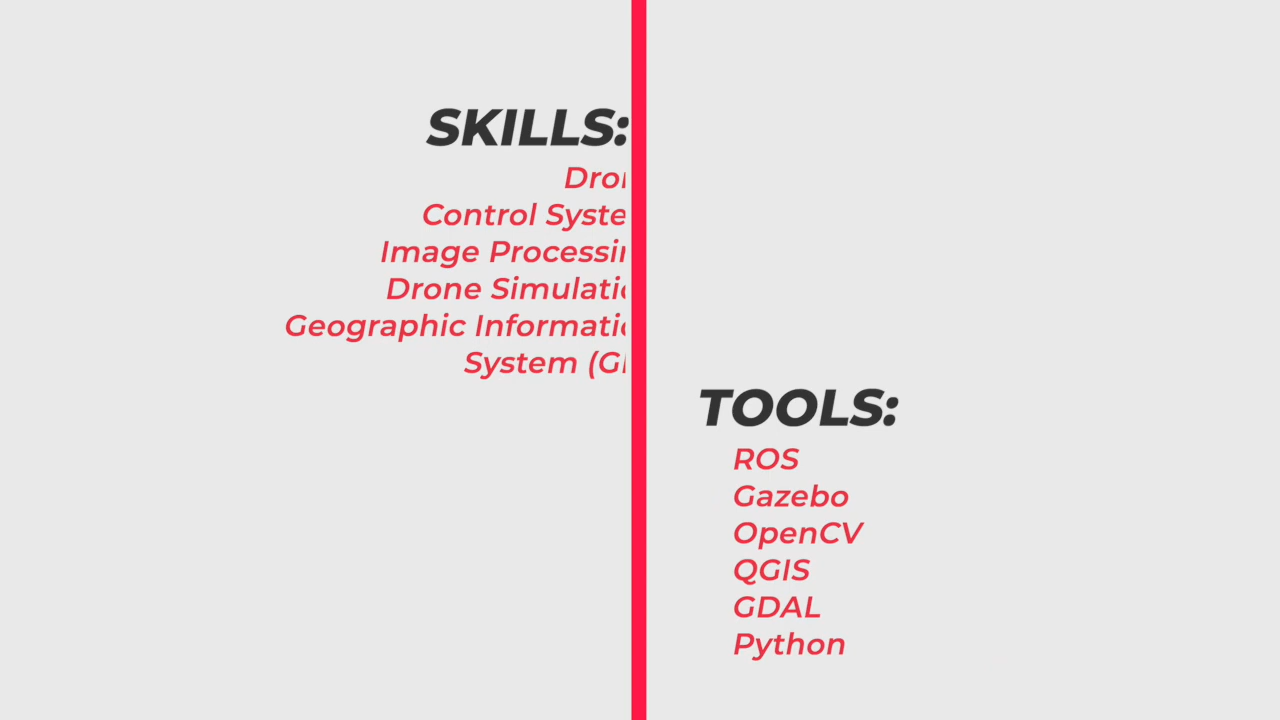 SKILLS:
Dro
Control Syste
Image Processi
Drone Simulati
Geographic Informati
System (G
TOOLS:
ROS
Gazebo
OpenCV
QGIS
GDAL
Python